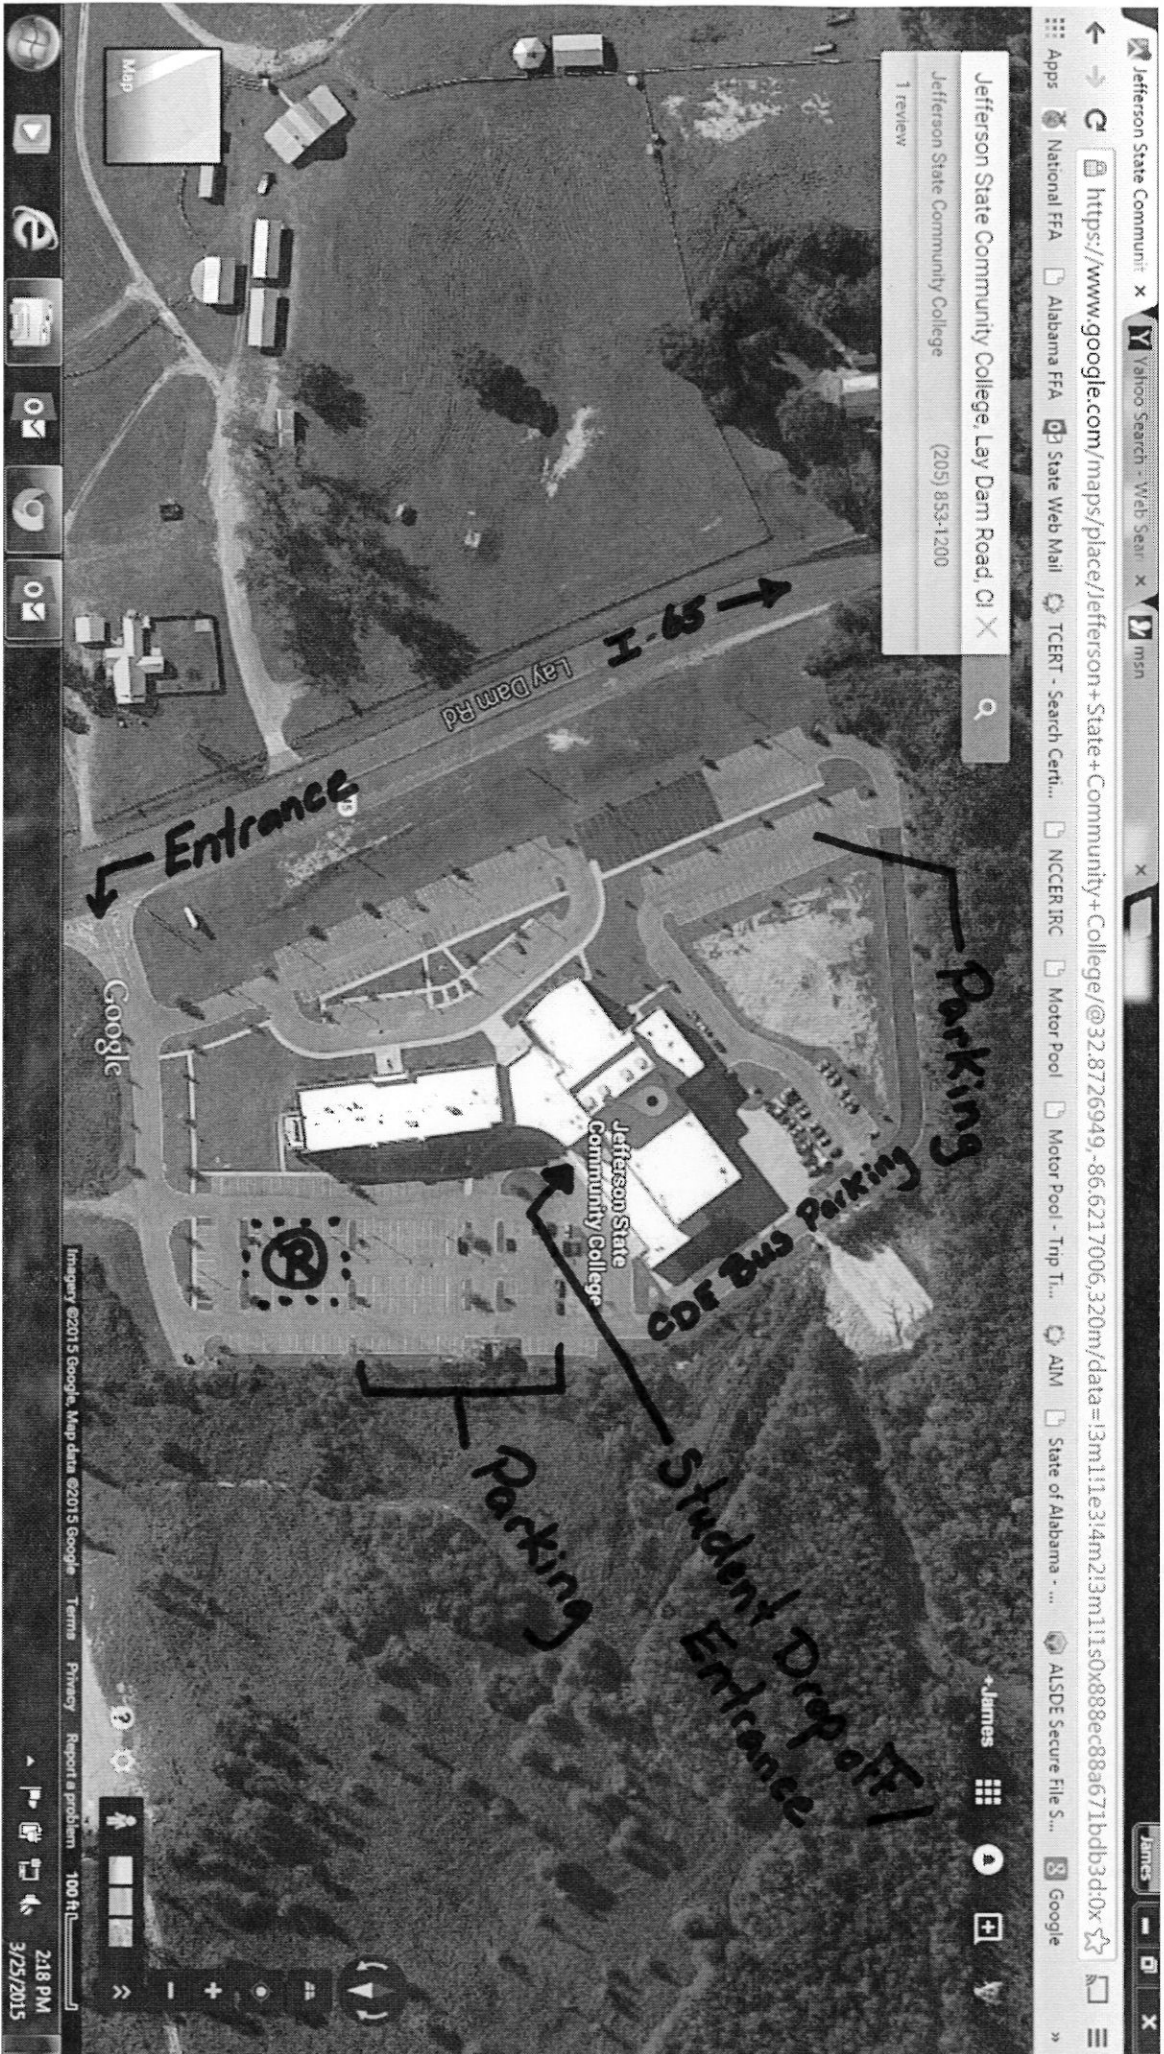 Jefferson State Communit
Yahoo Search - Web Sear
msn
James
https://www.google.com/maps/place/Jefferson+State+Community+College/@32.8726949,-86.6217006,320m/data=!3m1!1e3!4m2!3m1!1s0x888ec88a671bdb3d:0x
Apps
National FFA
Alabama FFA
State Web Mail
TCERT - Search Certi...
NCCER IRC
Motor Pool
Motor Pool - Trip Ti...
AIM
State of Alabama - ...
ALSDE Secure File S...
Google
»
Jefferson State Community College, Lay Dam Road, Cl
Jefferson State Community College
(205) 853-1200
1 review
+James
I-65
Lay Dam Rd
Entrance
Parking
CDE Bus Parking
Jefferson State
Community College
Student Drop off/
Entrance
Parking
R
Map
Google
Imagery ©2015 Google, Map data ©2015 Google
Terms
Privacy
Report a problem
100 ft
2:18 PM
3/25/2015